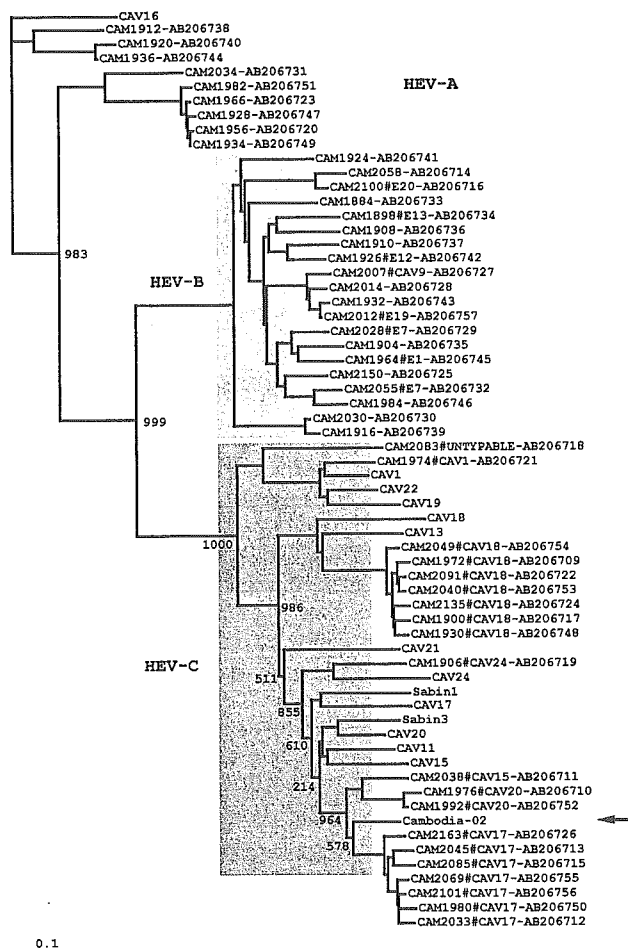 CAV16
CAM1912-AB206738
CAM1920-AB206740
CAM1936-AB206744
CAM2034-AB206731
HEV-A
CAM1982-AB206751
CAM1966-AB206723
CAM1928-AB206747
CAM1956-AB206720
CAM1934-AB206749
CAM1924-AB206741
CAM2058-AB206714
CAM2100#E20-AB206716
CAM1884-AB206733
CAM1898#E13-AB206734
CAM1908-AB206736
CAM1910-AB206737
983
CAM1926#E12-AB206742
CAM2007#CAV9-AB206727
HEV-B
CAM2014-AB206728
CAM1932-AB206743
CAM2012#E19-AB206757
CAM2028#E7-AB206729
CAM1904-AB206735
CAM1964#E1-AB206745
CAM2150-AB206725
CAM2055#E7-AB206732
CAM1984-AB206746
CAM2030-AB206730
999
CAM1916-AB206739
CAM2083#UNTYPABLE-AB206718
CAM1974#CAV1-AB206721
CAV1
CAV22
CAV19
CAV18
CAV13
1000
CAM2049#CAV18-AB206754
CAM1972#CAV18-AB206709
CAM2091#CAV18-AB206722
CAM2040#CAV18-AB206753
CAM2135#CAV18-AB206724
986
CAM1900#CAV18-AB206717
CAM1930#CAV18-AB206748
CAV21
HEV-C
CAM1906#CAV24-AB206719
511
CAV24
Sabin1
CAV17
855
Sabin3
CAV20
610
CAV11
CAV15
CAM2038#CAV15-AB206711
214
CAM1976#CAV20-AB206710
CAM1992#CAV20-AB206752
964
Cambodia-02
CAM2163#CAV17-AB206726
578
CAM2045#CAV17-AB206713
CAM2085#CAV17-AB206715
CAM2069#CAV17-AB206755
CAM2101#CAV17-AB206756
CAM1980#CAV17-AB206750
CAM2033#CAV17-AB206712
0.1